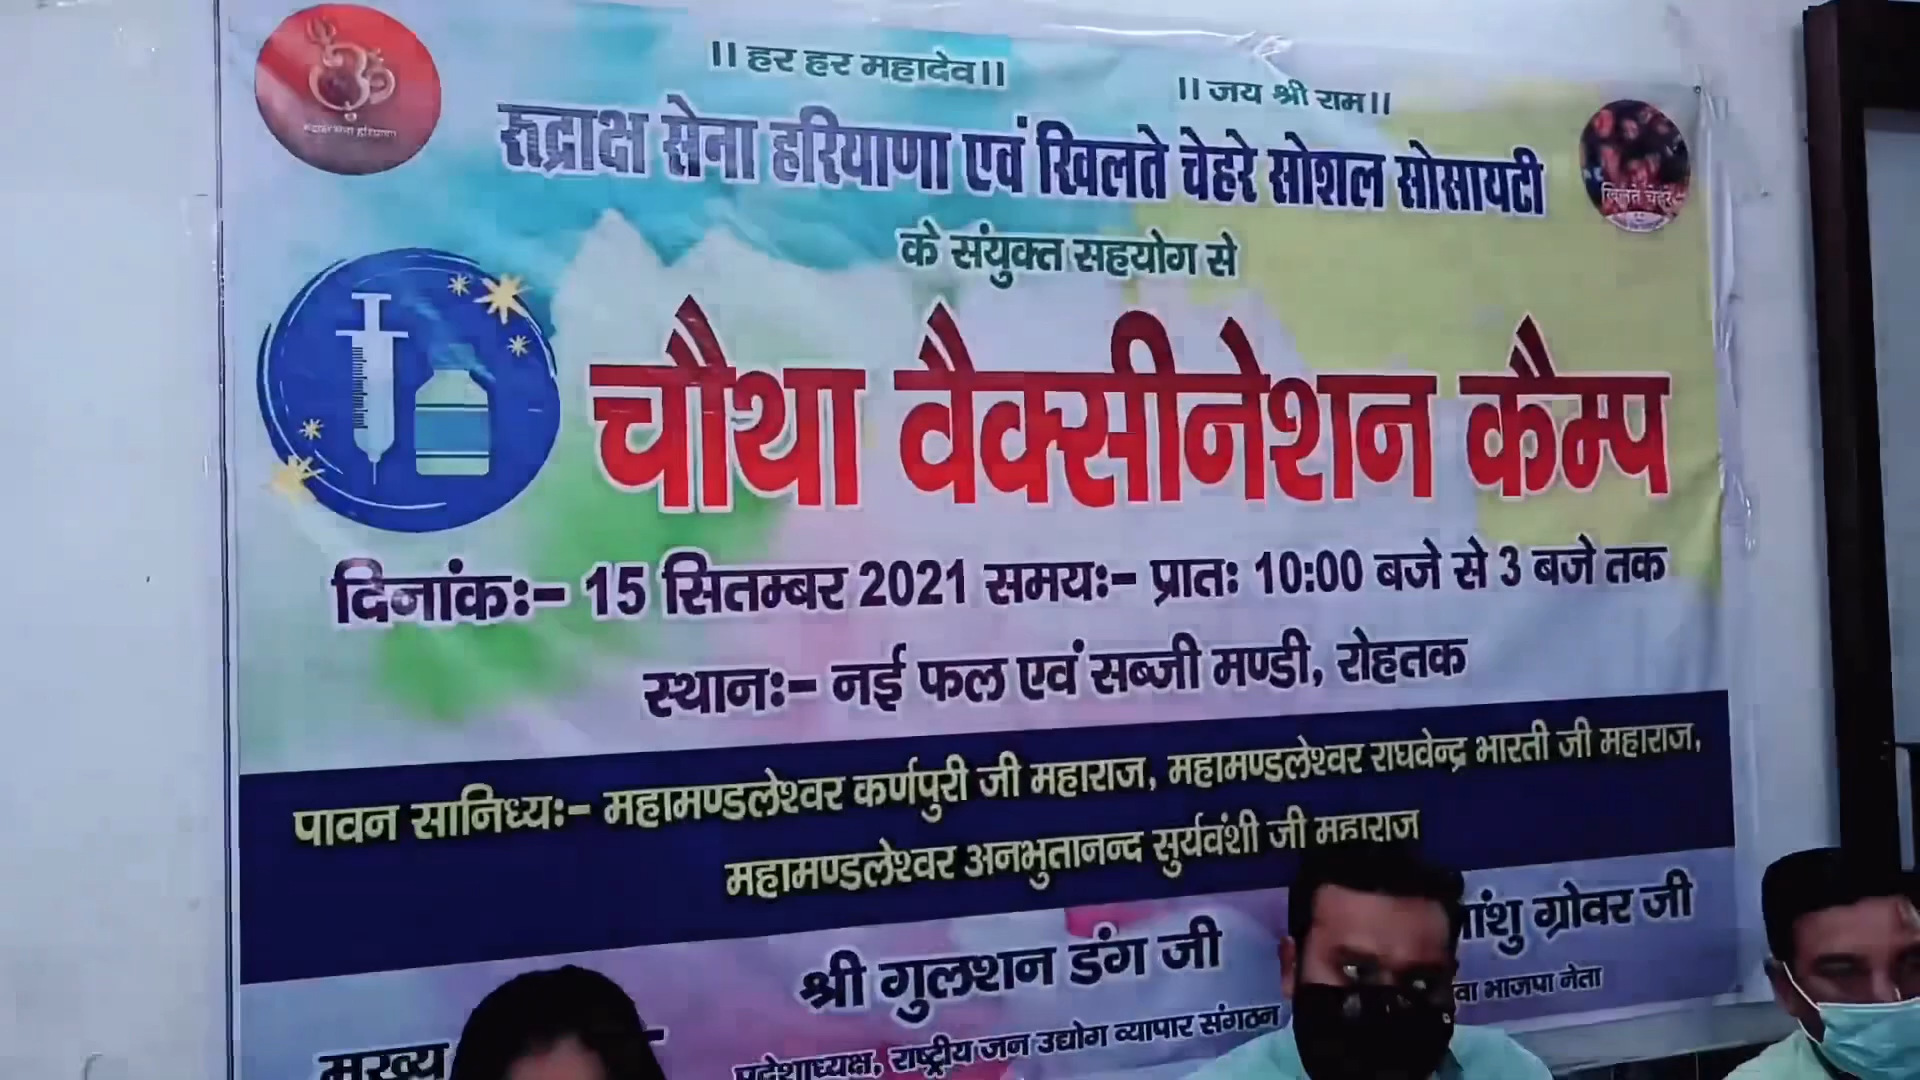 ।। हर हर महादेव ।।
।। जय श्री राम ।।
रूद्राक्ष सेना हरियाणा एवं खिलते चेहरे सोशल सोसायटी
के संयुक्त सहयोग से
चौथा वैक्सीनेशन कैम्प
दिनांकः- 15 सितम्बर 2021 समयः- प्रातः 10:00 बजे से 3 बजे तक
स्थानः- नई फल एवं सब्जी मण्डी, रोहतक
पावन सानिध्यः- महामण्डलेश्वर कर्णपुरी जी महाराज, महामण्डलेश्वर राघवेन्द्र भारती जी महाराज,
महामण्डलेश्वर अनभुतानन्द सुर्यवंशी जी महाराज
श्री गुलशन डंग जी
ग्रोवर जी
प्रदेशाध्यक्ष, राष्ट्रीय जन उद्योग व्यापार संगठन
भाजपा नेता
मुख्य
खिलते चेहरे